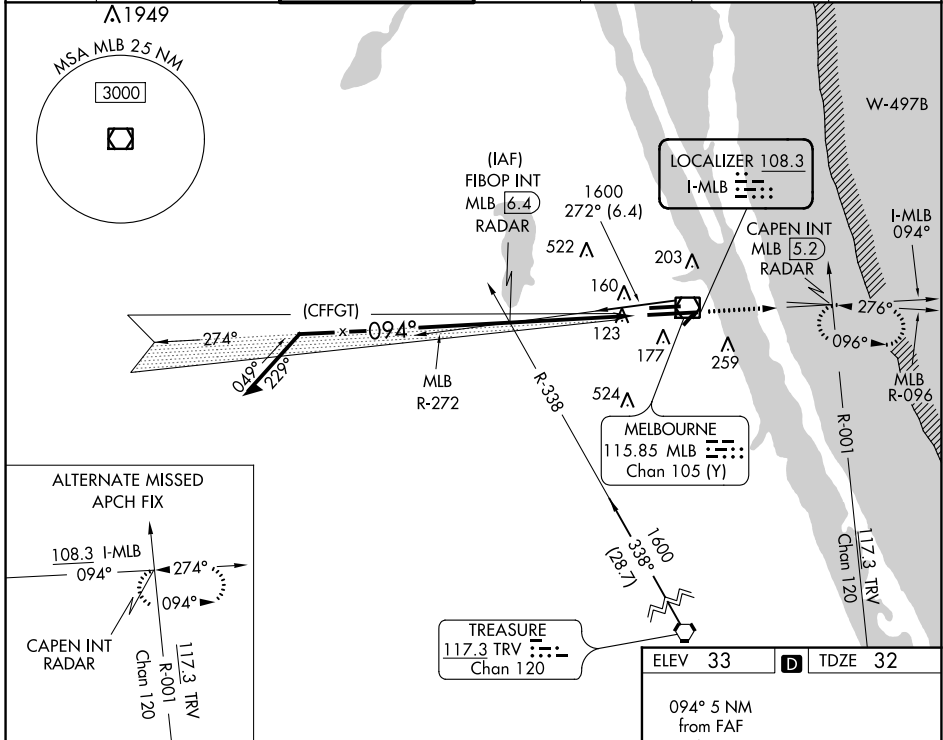 1949
MSA MLB 25 NM
3000
(IAF)
FIBOP INT
MLB 6.4
RADAR
1600
272° (6.4)
522
160
203
LOCALIZER 108.3
I-MLB
CAPEN INT
MLB 5.2
RADAR
W-497B
I-MLB
094°
(CFFGT)
x
094°
274°
049°
229°
MLB
R-272
123
177
259
276°
096°
MLB
R-096
R-338
524
MELBOURNE
115.85 MLB
Chan 105 (Y)
R-001
117.3 TRV
Chan 120
1600
338°
(28.7)
TREASURE
117.3 TRV
Chan 120
ALTERNATE MISSED
APCH FIX
108.3 I-MLB
094°
274°
094°
CAPEN INT
RADAR
117.3 TRV
R-001
Chan 120
ELEV 33 D TDZE 32
094° 5 NM
from FAF